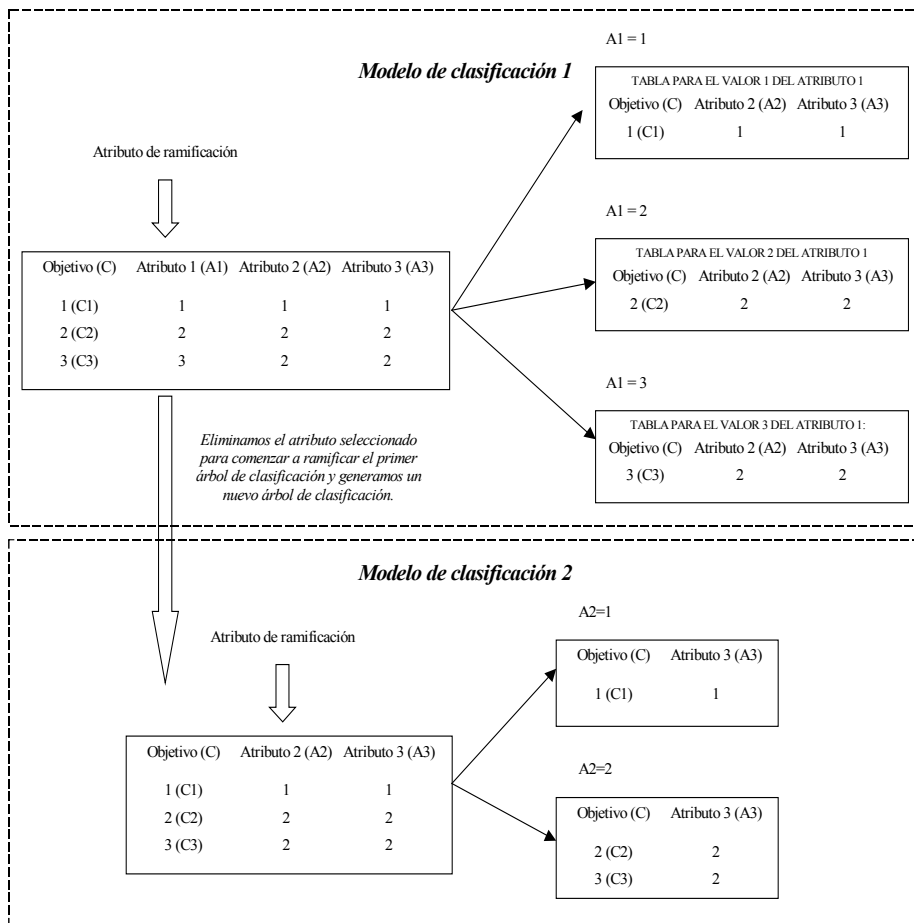 Modelo de clasificación 1
Atributo de ramificación
Objetivo (C) Atributo 1 (A1) Atributo 2 (A2) Atributo 3 (A3)
1 (C1) 1 1 1
2 (C2) 2 2 2
3 (C3) 3 2 2
A1 = 1
TABLA PARA EL VALOR 1 DEL ATRIBUTO 1
Objetivo (C) Atributo 2 (A2) Atributo 3 (A3)
1 (C1) 1 1
A1 = 2
TABLA PARA EL VALOR 2 DEL ATRIBUTO 1
Objetivo (C) Atributo 2 (A2) Atributo 3 (A3)
2 (C2) 2 2
A1 = 3
TABLA PARA EL VALOR 3 DEL ATRIBUTO 1:
Objetivo (C) Atributo 2 (A2) Atributo 3 (A3)
3 (C3) 2 2
Eliminamos el atributo seleccionado
para comenzar a ramificar el primer
árbol de clasificación y generamos un
nuevo árbol de clasificación.
Modelo de clasificación 2
Atributo de ramificación
Objetivo (C) Atributo 2 (A2) Atributo 3 (A3)
1 (C1) 1 1
2 (C2) 2 2
3 (C3) 2 2
A2=1
Objetivo (C) Atributo 3 (A3)
1 (C1) 1
A2=2
Objetivo (C) Atributo 3 (A3)
2 (C2) 2
3 (C3) 2